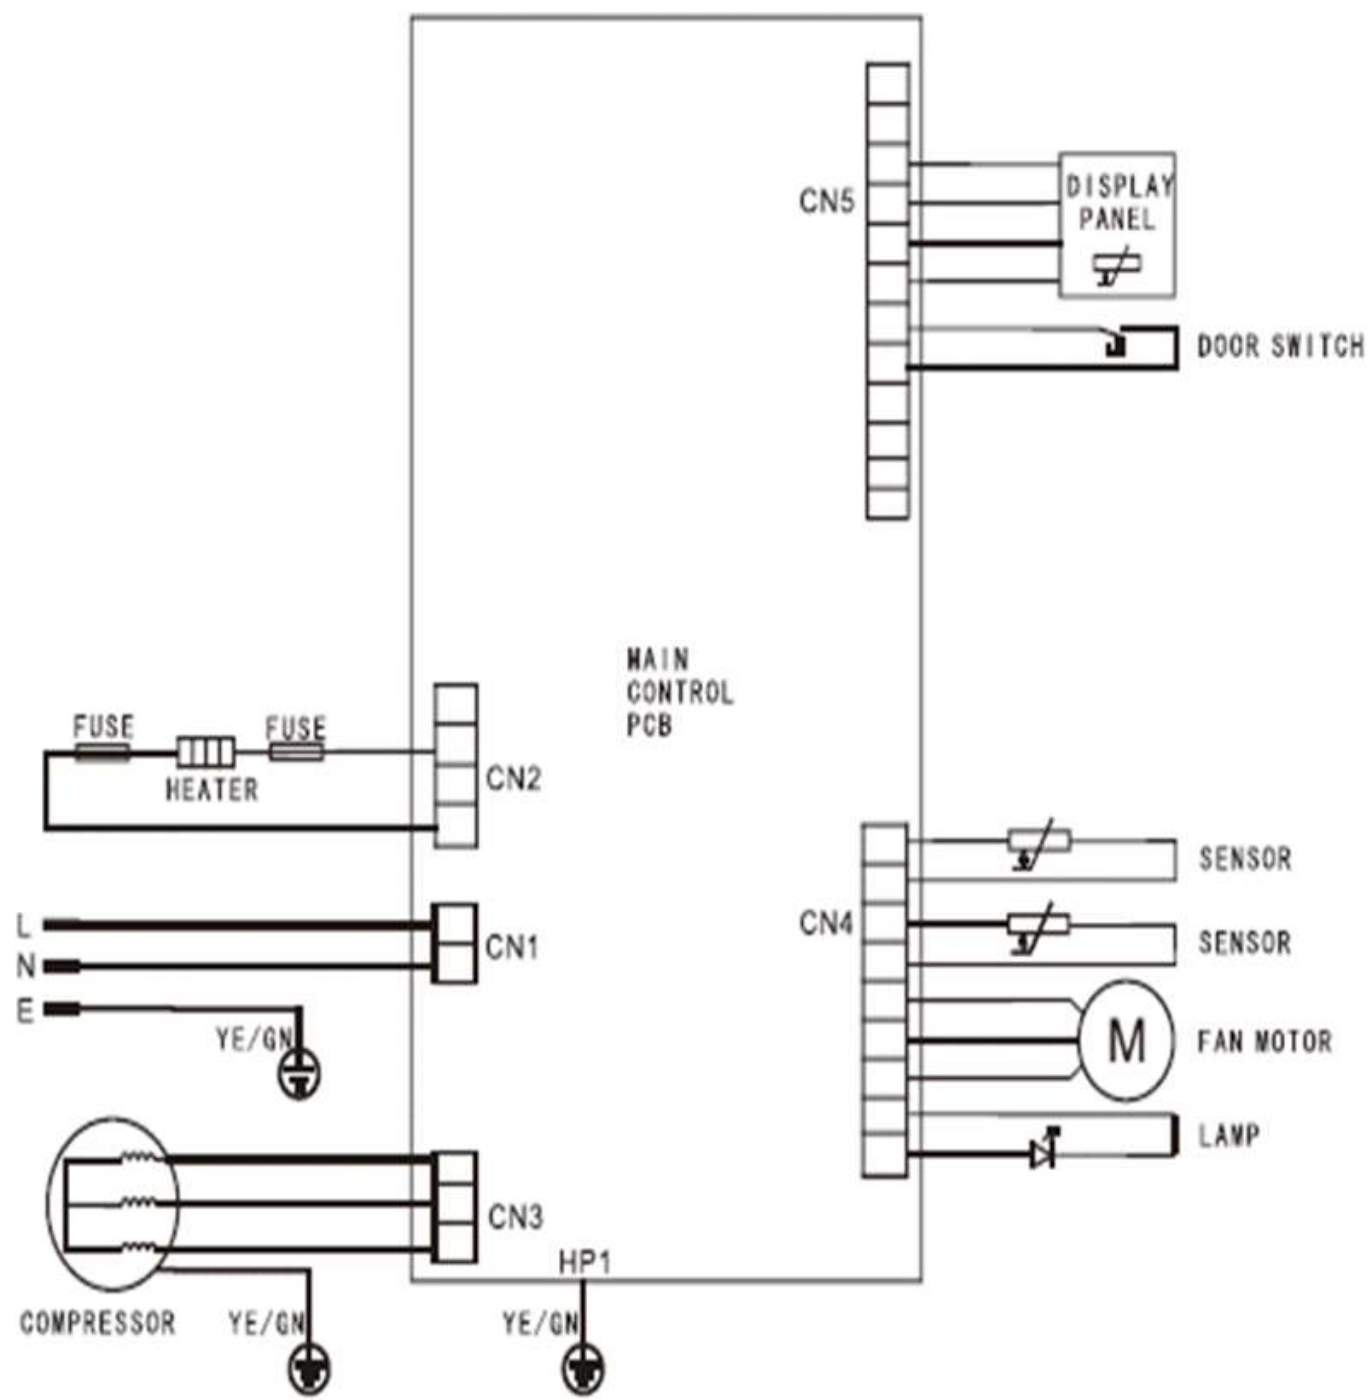 CN5
DISPLAY
PANEL
DOOR SWITCH
MAIN
CONTROL
PCB
FUSE
FUSE
HEATER
CN2
SENSOR
L
CN4
N
CN1
SENSOR
E
YE/GN
M
FAN MOTOR
LAMP
CN3
HP1
COMPRESSOR
YE/GN
YE/GN